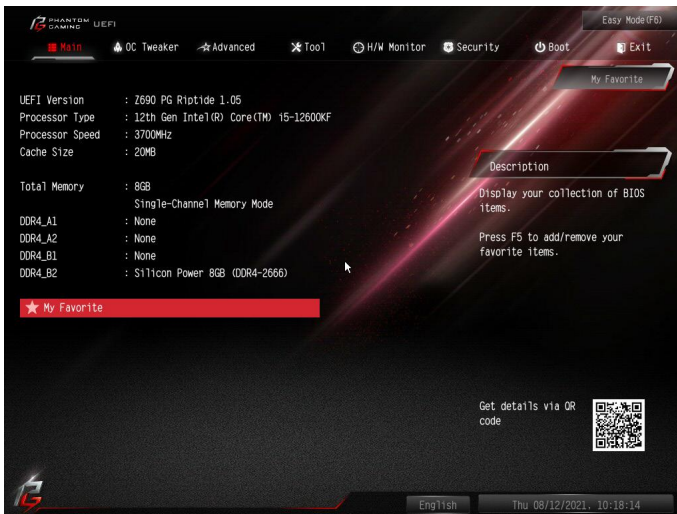 PHANTOM GAMING UEFI
Easy Mode(F6)
Main OC Tweaker Advanced Tool H/W Monitor Security Boot Exit
My Favorite
UEFI Version : Z690 PG Riptide 1.05
Processor Type : 12th Gen Intel(R) Core(TM) i5-12600KF
Processor Speed : 3700MHz
Cache Size : 20MB
Total Memory : 8GB
Single-Channel Memory Mode
DDR4_A1 : None
DDR4_A2 : None
DDR4_B1 : None
DDR4_B2 : Silicon Power 8GB (DDR4-2666)
My Favorite
Description
Display your collection of BIOS
items.
Press F5 to add/remove your
favorite items.
Get details via QR
code
English
Thu 08/12/2021, 10:18:14